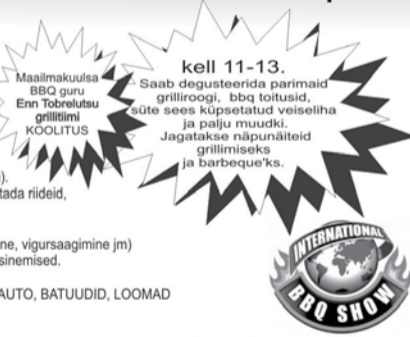 Maailmakuulsa
BBQ guru
Enn Tobrelutsu
grillitiimi
KOOLITUS
kell 11-13.
Saab degusteerida parimaid
grilliroogi, bbq toitusid,
süte sees küpsetatud veiseliha
ja palju muudki.
Jagatakse näpunäiteid
grillimiseks
ja barbeque'ks.
).
tada riideid,
ne, vigursaagimine jm)
sinemised.
AUTO, BATUUDID, LOOMAD
INTERNATIONAL
BBQ SHOW